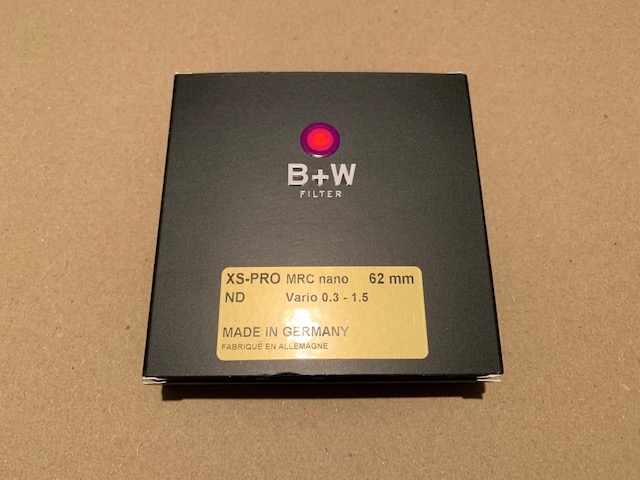 B+W
FILTER
XS-PRO MRC nano 62 mm
ND Vario 0.3 - 1.5
MADE IN GERMANY
FABRIQUÉ EN ALLEMAGNE